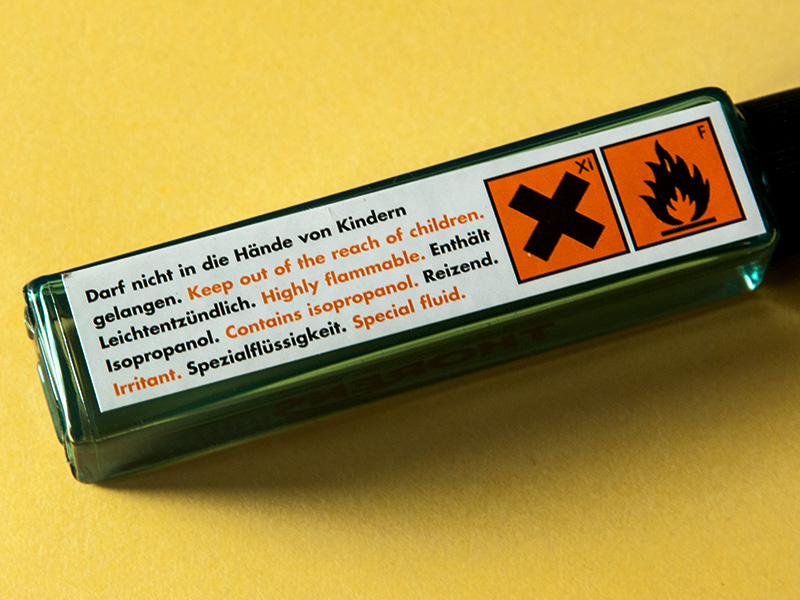 Darf nicht in die Hände von Kindern
gelangen. Keep out of the reach of children.
Leichtentzündlich. Highly flammable. Enthält
Isopropanol. Contains isopropanol. Reizend.
Irritant. Spezialflüssigkeit. Special fluid.
Xi
F
THORENS